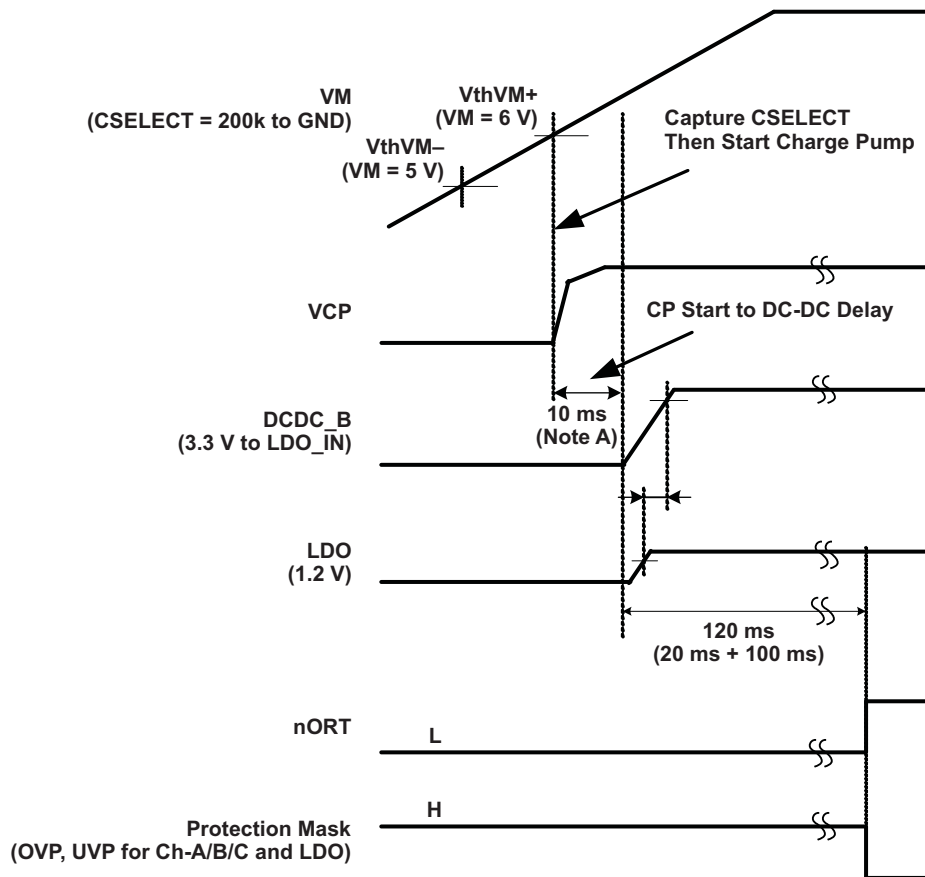 VM
(CSELECT = 200k to GND)
VthVM+
(VM = 6 V)
VthVM–
(VM = 5 V)
Capture CSELECT
Then Start Charge Pump
VCP
CP Start to DC-DC Delay
10 ms
(Note A)
DCDC_B
(3.3 V to LDO_IN)
LDO
(1.2 V)
120 ms
(20 ms + 100 ms)
nORT
L
H
Protection Mask
(OVP, UVP for Ch-A/B/C and LDO)